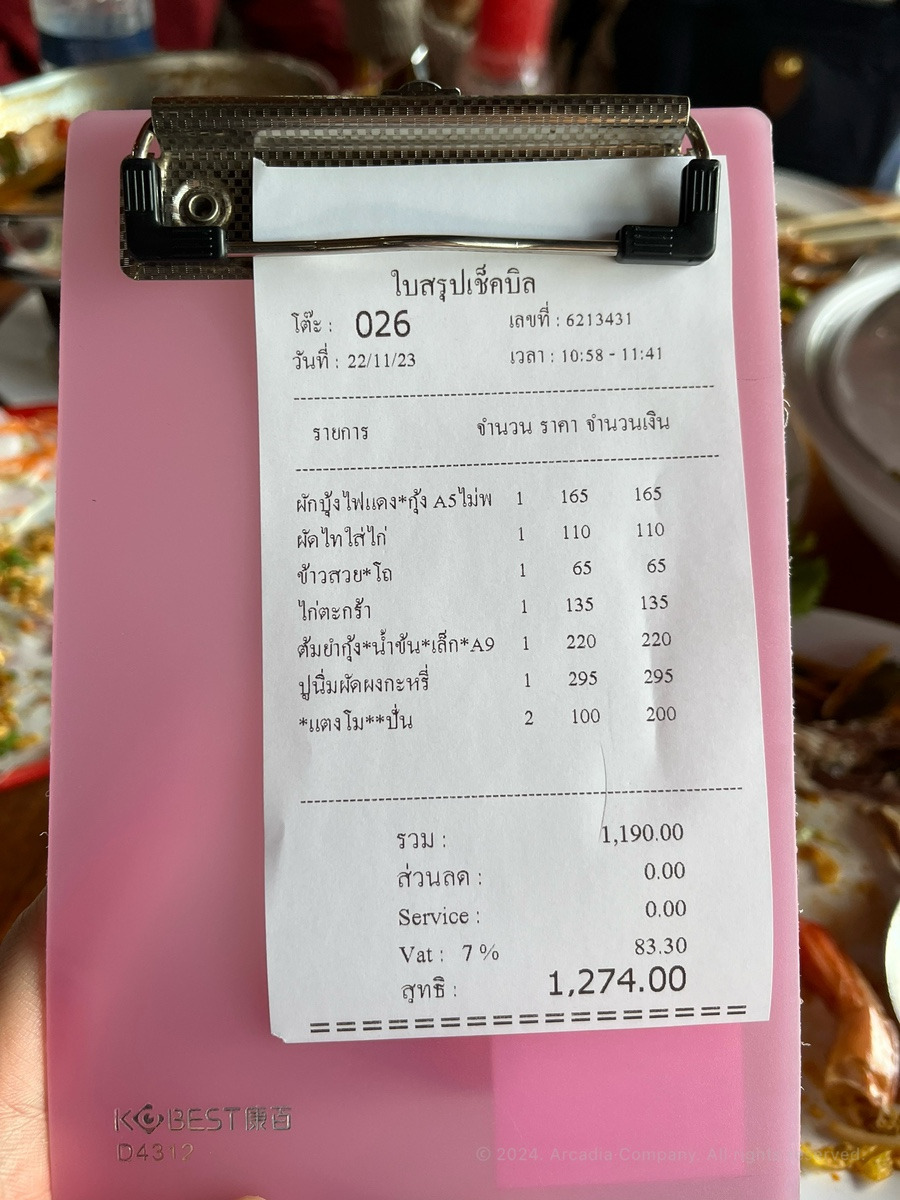 ใบสรุปเช็คบิล
โต๊ะ : 026 เลขที่ : 6213431
วันที่ : 22/11/23 เวลา : 10:58 - 11:41
รายการ จำนวน ราคา จำนวนเงิน
ผักบุ้งไฟแดง*กุ้ง A5ไม่พ 1 165 165
ผัดไทใส่ไก่ 1 110 110
ข้าวสวย*โถ 1 65 65
ไก่ตะกร้า 1 135 135
ต้มยำกุ้ง*น้ำข้น*เล็ก*A9 1 220 220
ปูนิ่มผัดผงกะหรี่ 1 295 295
*แตงโม**ปั่น 2 100 200
รวม : 1,190.00
ส่วนลด : 0.00
Service : 0.00
Vat : 7 % 83.30
สุทธิ : 1,274.00
KOBEST康百
D4312
© 2024. Arcadia Company. All rights reserved.